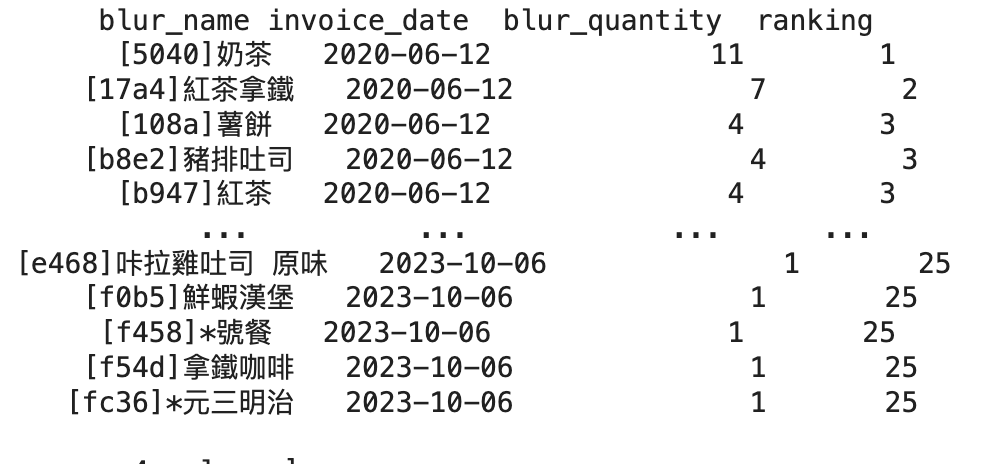 blur_name invoice_date blur_quantity ranking
[5040]奶茶 2020-06-12 11 1
[17a4]紅茶拿鐵 2020-06-12 7 2
[108a]薯餅 2020-06-12 4 3
[b8e2]豬排吐司 2020-06-12 4 3
[b947]紅茶 2020-06-12 4 3
... ... ... ...
[e468]咔拉雞吐司 原味 2023-10-06 1 25
[f0b5]鮮蝦漢堡 2023-10-06 1 25
[f458]*號餐 2023-10-06 1 25
[f54d]拿鐵咖啡 2023-10-06 1 25
[fc36]*元三明治 2023-10-06 1 25